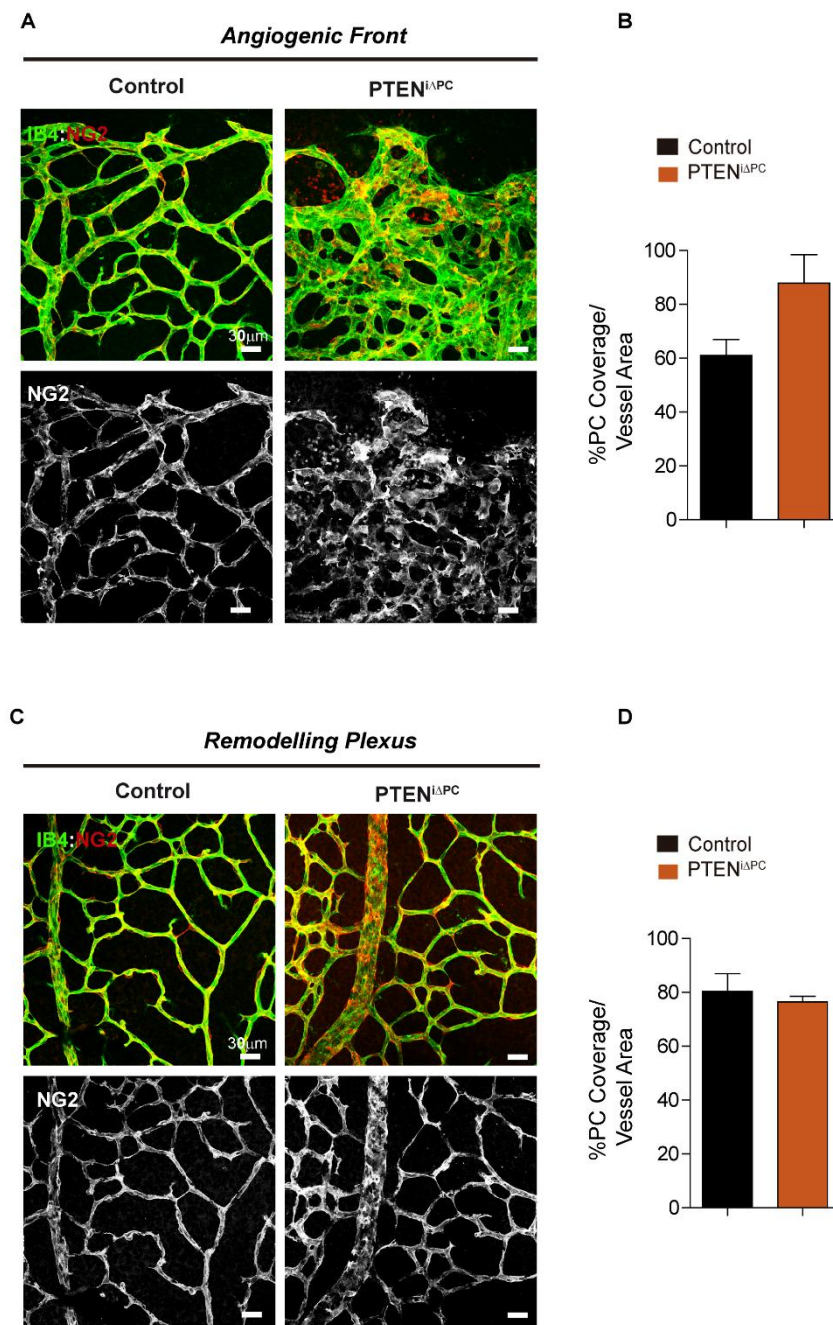 A
Angiogenic Front
Control PTENiΔPC
IB4:NG2
30μm
NG2
B
Control
PTENiΔPC
%PC Coverage/
Vessel Area
100
80
60
40
20
0
C
Remodelling Plexus
Control PTENiΔPC
IB4:NG2
30μm
NG2
D
Control
PTENiΔPC
%PC Coverage/
Vessel Area
100
80
60
40
20
0